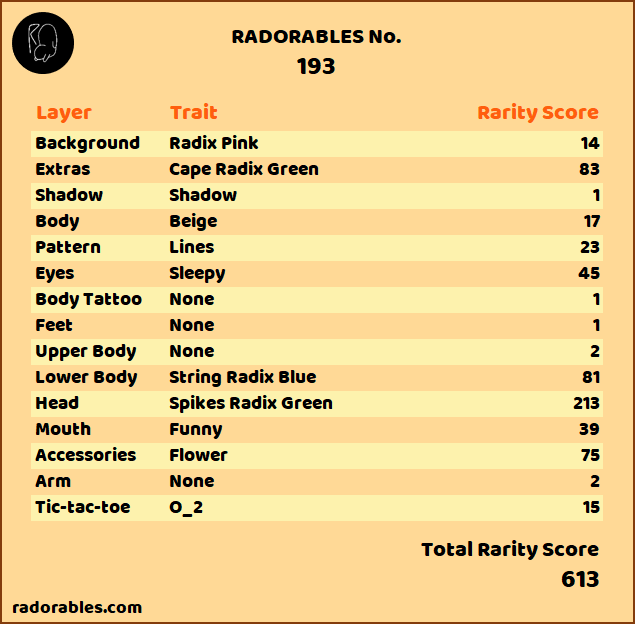 RADORABLES No.
193
Layer Trait Rarity Score
Background Radix Pink 14
Extras Cape Radix Green 83
Shadow Shadow 1
Body Beige 17
Pattern Lines 23
Eyes Sleepy 45
Body Tattoo None 1
Feet None 1
Upper Body None 2
Lower Body String Radix Blue 81
Head Spikes Radix Green 213
Mouth Funny 39
Accessories Flower 75
Arm None 2
Tic-tac-toe O_2 15
Total Rarity Score
613
radorables.com